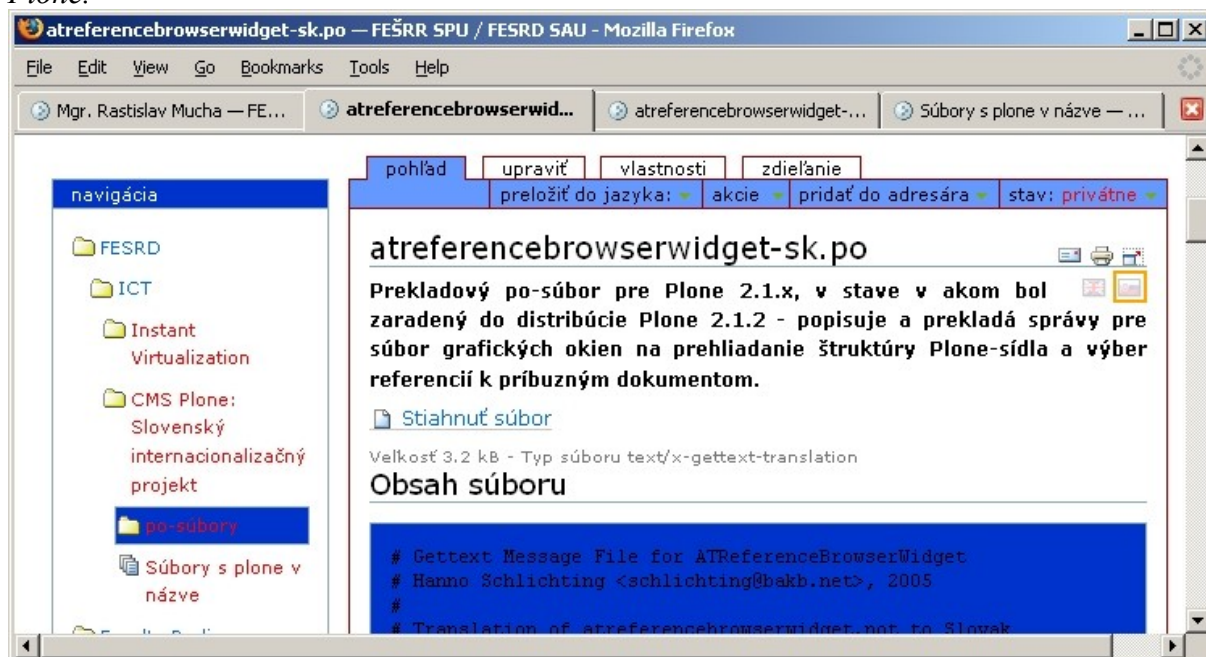 Plone.
atreferencebrowserwidget-sk.po — FEŠRR SPU / FESRD SAU - Mozilla Firefox
File Edit View Go Bookmarks Tools Help
Mgr. Rastislav Mucha — FE... atreferencebrowserwid... atreferencebrowserwidget-... Súbory s plone v názve — ...
pohľad upraviť vlastnosti zdieľanie
preložiť do jazyka: akcie pridať do adresára stav: privátne
navigácia
FESRD
ICT
Instant
Virtualization
CMS Plone:
Slovenský
internacionalizačný
projekt
po-súbory
Súbory s plone v
názve
atreferencebrowserwidget-sk.po
Prekladový po-súbor pre Plone 2.1.x, v stave v akom bol
zaradený do distribúcie Plone 2.1.2 - popisuje a prekladá správy pre
súbor grafických okien na prehliadanie štruktúry Plone-sídla a výber
referencií k príbuzným dokumentom.
Stiahnuť súbor
Veľkosť 3.2 kB - Typ súboru text/x-gettext-translation
Obsah súboru
# Gettext Message File for ATReferenceBrowserWidget
# Hanno Schlichting <schlichting@bakb.net>, 2005
#
# Translation of atreferencebrowserwidget.pot to Slovak